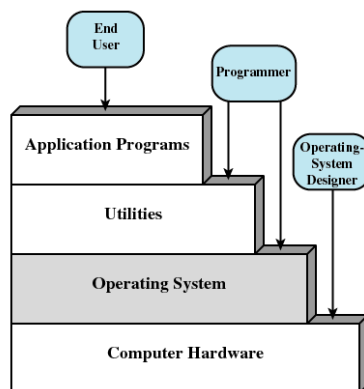 End
User
Programmer
Operating-
System
Designer
Application Programs
Utilities
Operating System
Computer Hardware